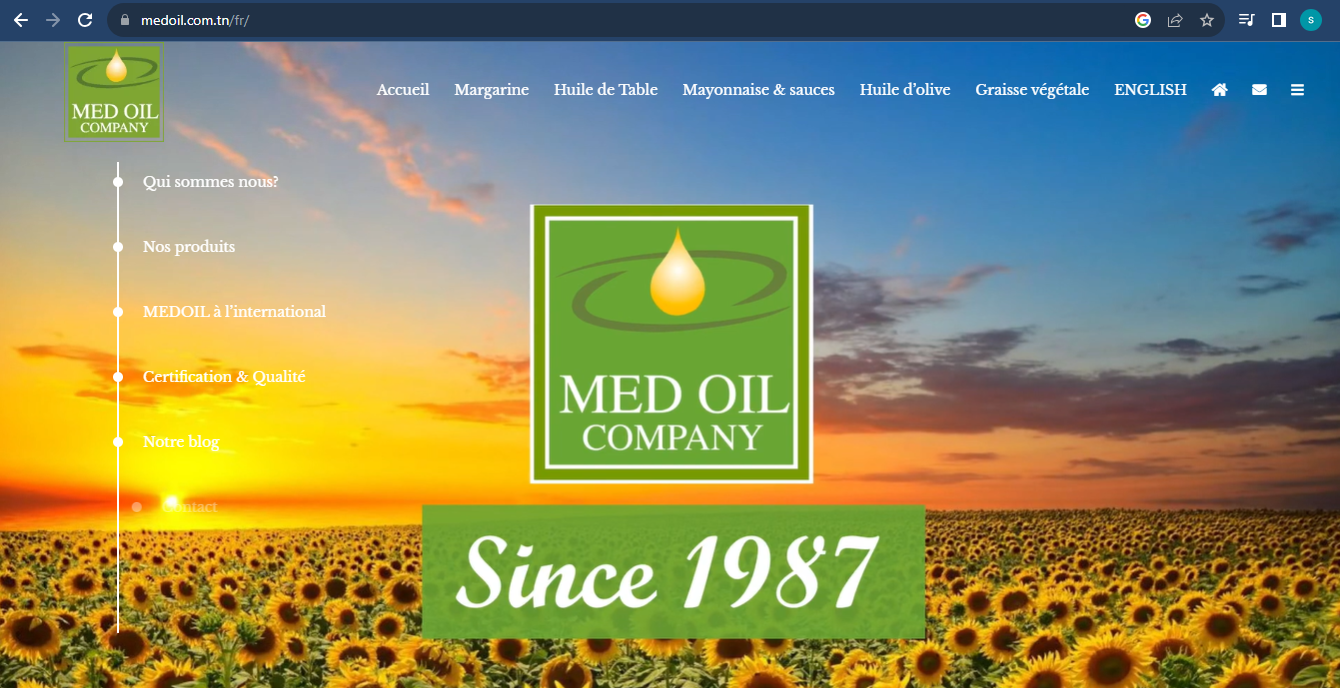 medoil.com.tn/fr/
S
MED OIL
COMPANY
Accueil Margarine Huile de Table Mayonnaise & sauces Huile d’olive Graisse végétale ENGLISH
Qui sommes nous?
Nos produits
MEDOIL à l’international
Certification & Qualité
Notre blog
Contact
MED OIL
COMPANY
Since 1987